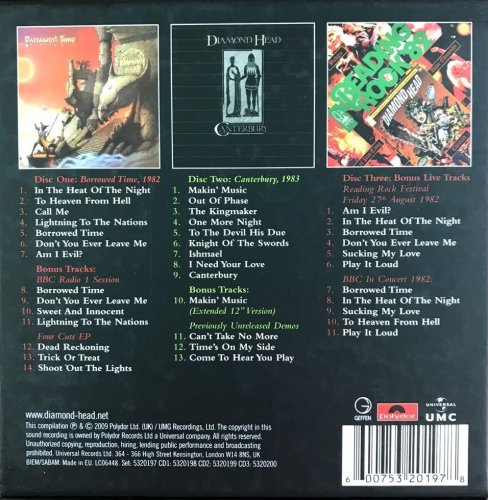 Borrowed Time
DIAMOND HEAD
CANTERBURY
READING
ROCK '82
DIAMOND HEAD
Disc One: Borrowed Time, 1982
1. In The Heat Of The Night
2. To Heaven From Hell
3. Call Me
4. Lightning To The Nations
5. Borrowed Time
6. Don't You Ever Leave Me
7. Am I Evil?
Bonus Tracks:
BBC Radio 1 Session
8. Borrowed Time
9. Don't You Ever Leave Me
10. Sweet And Innocent
11. Lightning To The Nations
Four Cuts EP
12. Dead Reckoning
13. Trick Or Treat
14. Shoot Out The Lights
Disc Two: Canterbury, 1983
1. Makin' Music
2. Out Of Phase
3. The Kingmaker
4. One More Night
5. To The Devil His Due
6. Knight Of The Swords
7. Ishmael
8. I Need Your Love
9. Canterbury
Bonus Tracks:
10. Makin' Music
(Extended 12" Version)
Previously Unreleased Demos
11. Can't Take No More
12. Time's On My Side
13. Come To Hear You Play
Disc Three: Bonus Live Tracks
Reading Rock Festival
Friday 27th August 1982
1. Am I Evil?
2. In The Heat Of The Night
3. Borrowed Time
4. Don't You Ever Leave Me
5. Sucking My Love
6. Play It Loud
BBC In Concert 1982:
7. Borrowed Time
8. In The Heat Of The Night
9. Sucking My Love
10. To Heaven From Hell
11. Play It Loud
www.diamond-head.net.
This compilation ℗ & © 2009 Polydor Ltd. (UK) / UMG Recordings, Inc. The copyright in this
sound recording is owned by Polydor Records Ltd a Universal company. All rights reserved.
Unauthorized copying, reproduction, hiring, lending public performance and broadcasting
prohibited. Universal Records Ltd. 364 - 366 High Street Kensington, London W14 8NS, UK
BIEM/SABAM. Made in EU. LC06448 Set: 5320197 CD1: 5320198 CD2: 5320199 CD3: 5320200
GEFFEN
Polydor
UNIVERSAL
UMC
6 00753 20197 8